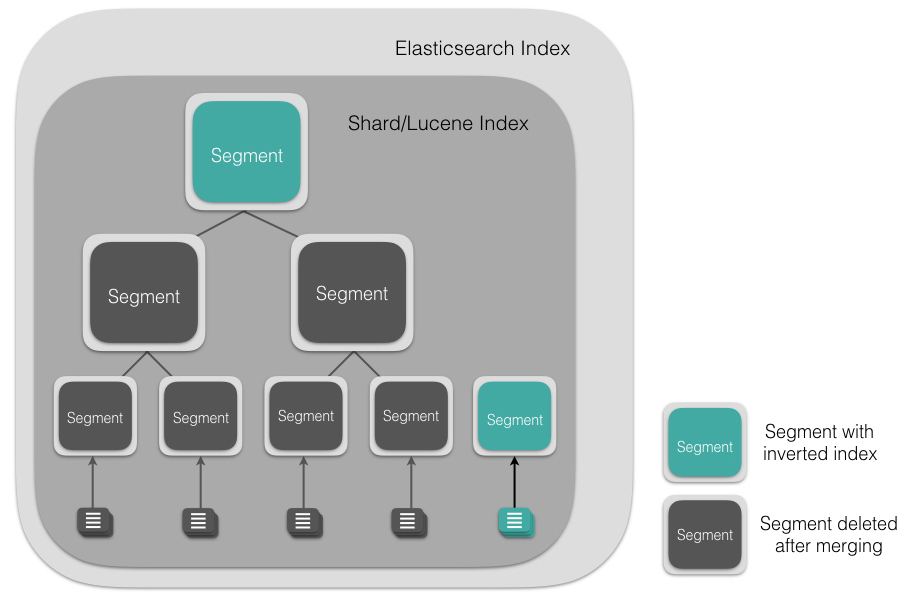 Elasticsearch Index
Shard/Lucene Index
Segment
Segment
Segment
Segment
Segment
Segment
Segment
Segment
Segment
Segment with
inverted index
Segment
Segment deleted
after merging